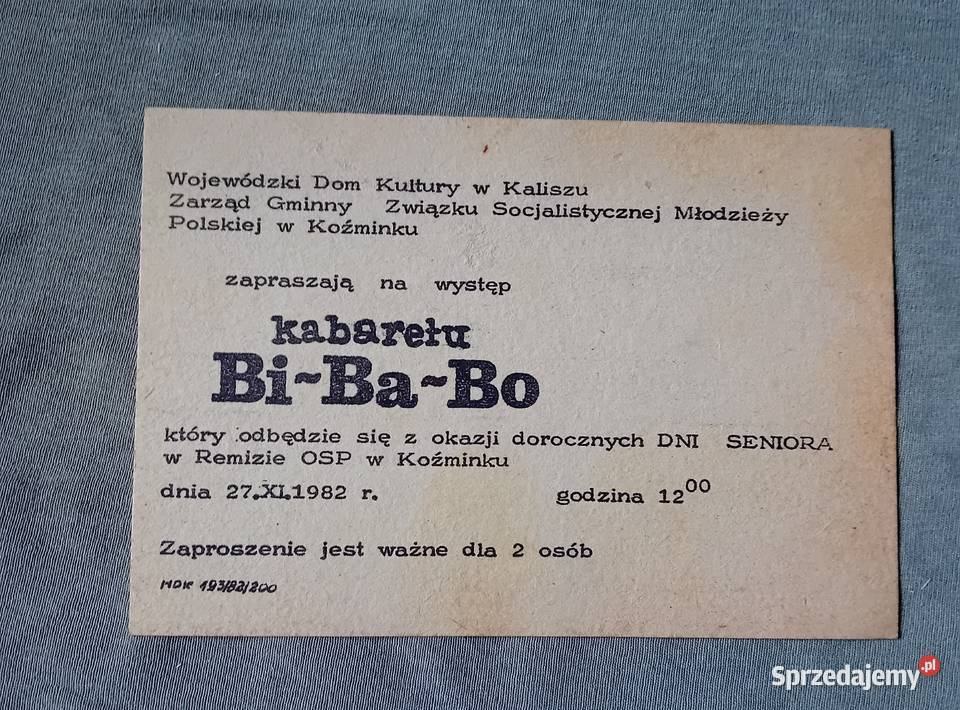 Wojewódzki Dom Kultury w Kaliszu
Zarząd Gminny Związku Socjalistycznej Młodzieży
Polskiej w Koźminku
zapraszają na występ
kabaretu
Bi~Ba~Bo
który odbędzie się z okazji dorocznych DNI SENIORA
w Remizie OSP w Koźminku
dnia 27.XI.1982 r. godzina 12⁰⁰
Zaproszenie jest ważne dla 2 osób
MDK 193/82/200
Sprzedajemy.pl